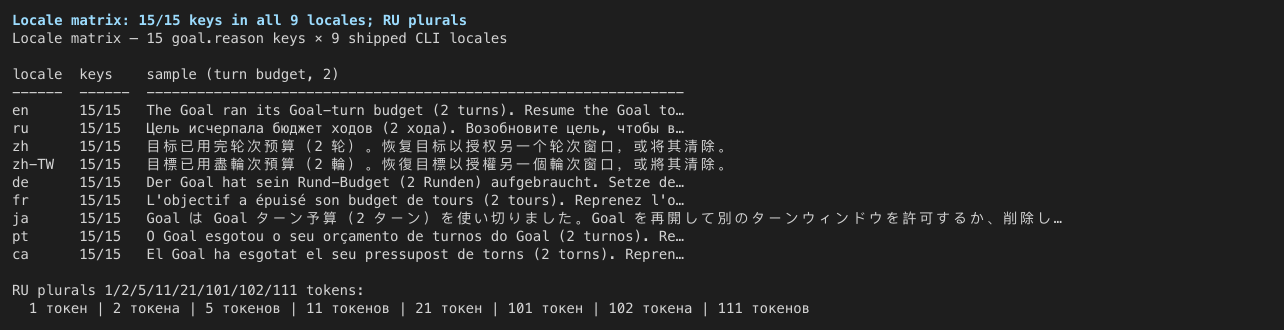 Locale matrix: 15/15 keys in all 9 locales; RU plurals
Locale matrix — 15 goal.reason keys × 9 shipped CLI locales
locale  keys    sample (turn budget, 2)
——————  ——————  ————————————————————————————————————————————————————————————————
en      15/15   The Goal ran its Goal-turn budget (2 turns). Resume the Goal to…
ru      15/15   Цель исчерпала бюджет ходов (2 хода). Возобновите цель, чтобы в…
zh      15/15   目标已用完轮次预算 (2 轮) 。恢复目标以授权另一个轮次窗口，或将其清除。
zh-TW   15/15   目標已用盡輪次預算 (2 輪) 。恢復目標以授權另一個輪次窗口，或將其清除。
de      15/15   Der Goal hat sein Rund-Budget (2 Runden) aufgebraucht. Setze de…
fr      15/15   L'objectif a épuisé son budget de tours (2 tours). Reprenez l'o…
ja      15/15   Goal は Goal ターン予算 (2 ターン) を使い切りました。Goal を再開して別のターンウィンドウを許可するか、削除し…
pt      15/15   O Goal esgotou o seu orçamento de turnos do Goal (2 turnos). Re…
ca      15/15   El Goal ha esgotat el seu pressupost de torns (2 torns). Repren…
RU plurals 1/2/5/11/21/101/102/111 tokens:
1 токен | 2 токена | 5 токенов | 11 токенов | 21 токен | 101 токен | 102 токена | 111 токенов